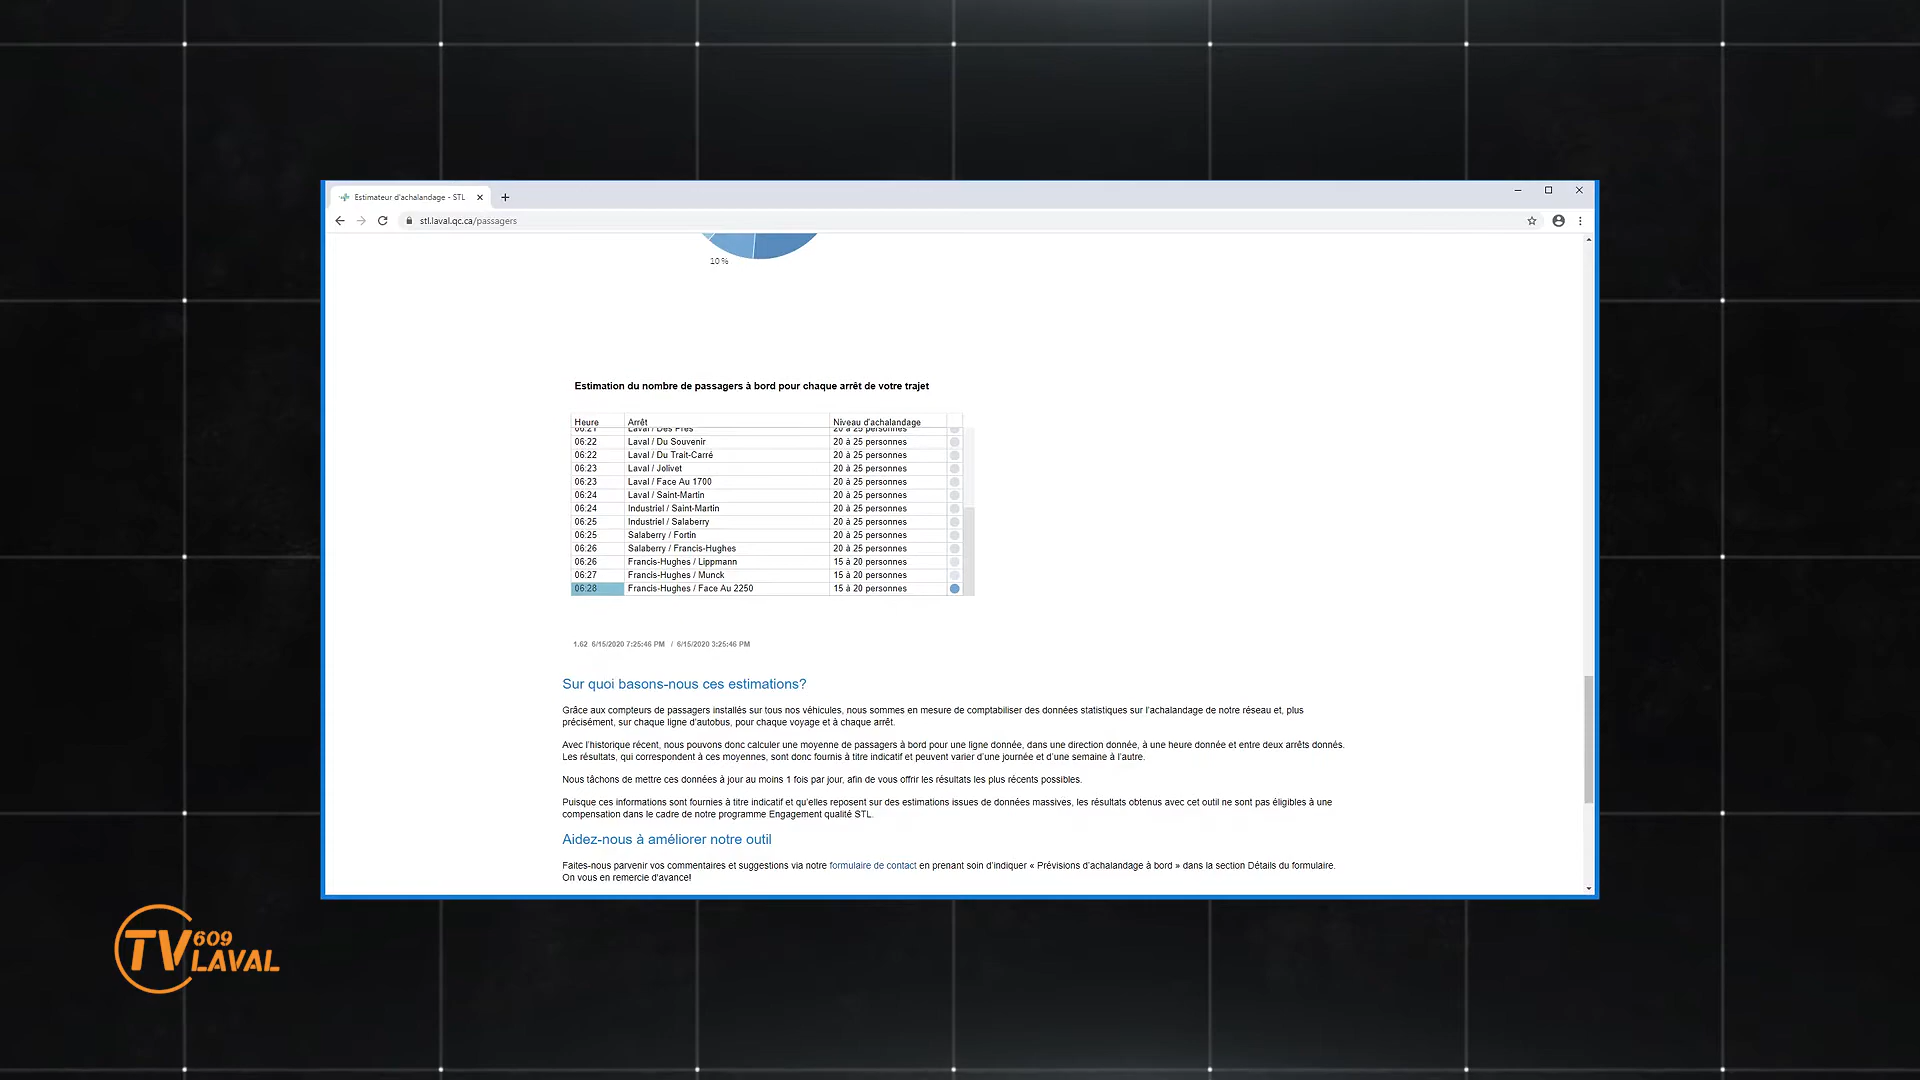 Estimateur d'achalandage - STL
stl.laval.qc.ca/passagers
10 %
Estimation du nombre de passagers à bord pour chaque arrêt de votre trajet
Heure Arrêt Niveau d'achalandage
06:21 Laval / Des Prés 20 à 25 personnes
06:22 Laval / Du Souvenir 20 à 25 personnes
06:22 Laval / Du Trait-Carré 20 à 25 personnes
06:23 Laval / Jolivet 20 à 25 personnes
06:23 Laval / Face Au 1700 20 à 25 personnes
06:24 Laval / Saint-Martin 20 à 25 personnes
06:24 Industriel / Saint-Martin 20 à 25 personnes
06:25 Industriel / Salaberry 20 à 25 personnes
06:25 Salaberry / Fortin 20 à 25 personnes
06:26 Salaberry / Francis-Hughes 20 à 25 personnes
06:26 Francis-Hughes / Lippmann 15 à 20 personnes
06:27 Francis-Hughes / Munck 15 à 20 personnes
06:28 Francis-Hughes / Face Au 2250 15 à 20 personnes
1.62 6/15/2020 7:25:46 PM / 6/15/2020 3:25:46 PM
Sur quoi basons-nous ces estimations?
Grâce aux compteurs de passagers installés sur tous nos véhicules, nous sommes en mesure de comptabiliser des données statistiques sur l'achalandage de notre réseau et, plus
précisément, sur chaque ligne d'autobus, pour chaque voyage et à chaque arrêt.
Avec l'historique récent, nous pouvons donc calculer une moyenne de passagers à bord pour une ligne donnée, dans une direction donnée, à une heure donnée et entre deux arrêts donnés.
Les résultats, qui correspondent à ces moyennes, sont donc fournis à titre indicatif et peuvent varier d'une journée et d'une semaine à l'autre.
Nous tâchons de mettre ces données à jour au moins 1 fois par jour, afin de vous offrir les résultats les plus récents possibles.
Puisque ces informations sont fournies à titre indicatif et qu'elles reposent sur des estimations issues de données massives, les résultats obtenus avec cet outil ne sont pas éligibles à une
compensation dans le cadre de notre programme Engagement qualité STL.
Aidez-nous à améliorer notre outil
Faites-nous parvenir vos commentaires et suggestions via notre formulaire de contact en prenant soin d'indiquer « Prévisions d'achalandage à bord » dans la section Détails du formulaire.
On vous en remercie d'avance!
TV 609
LAVAL